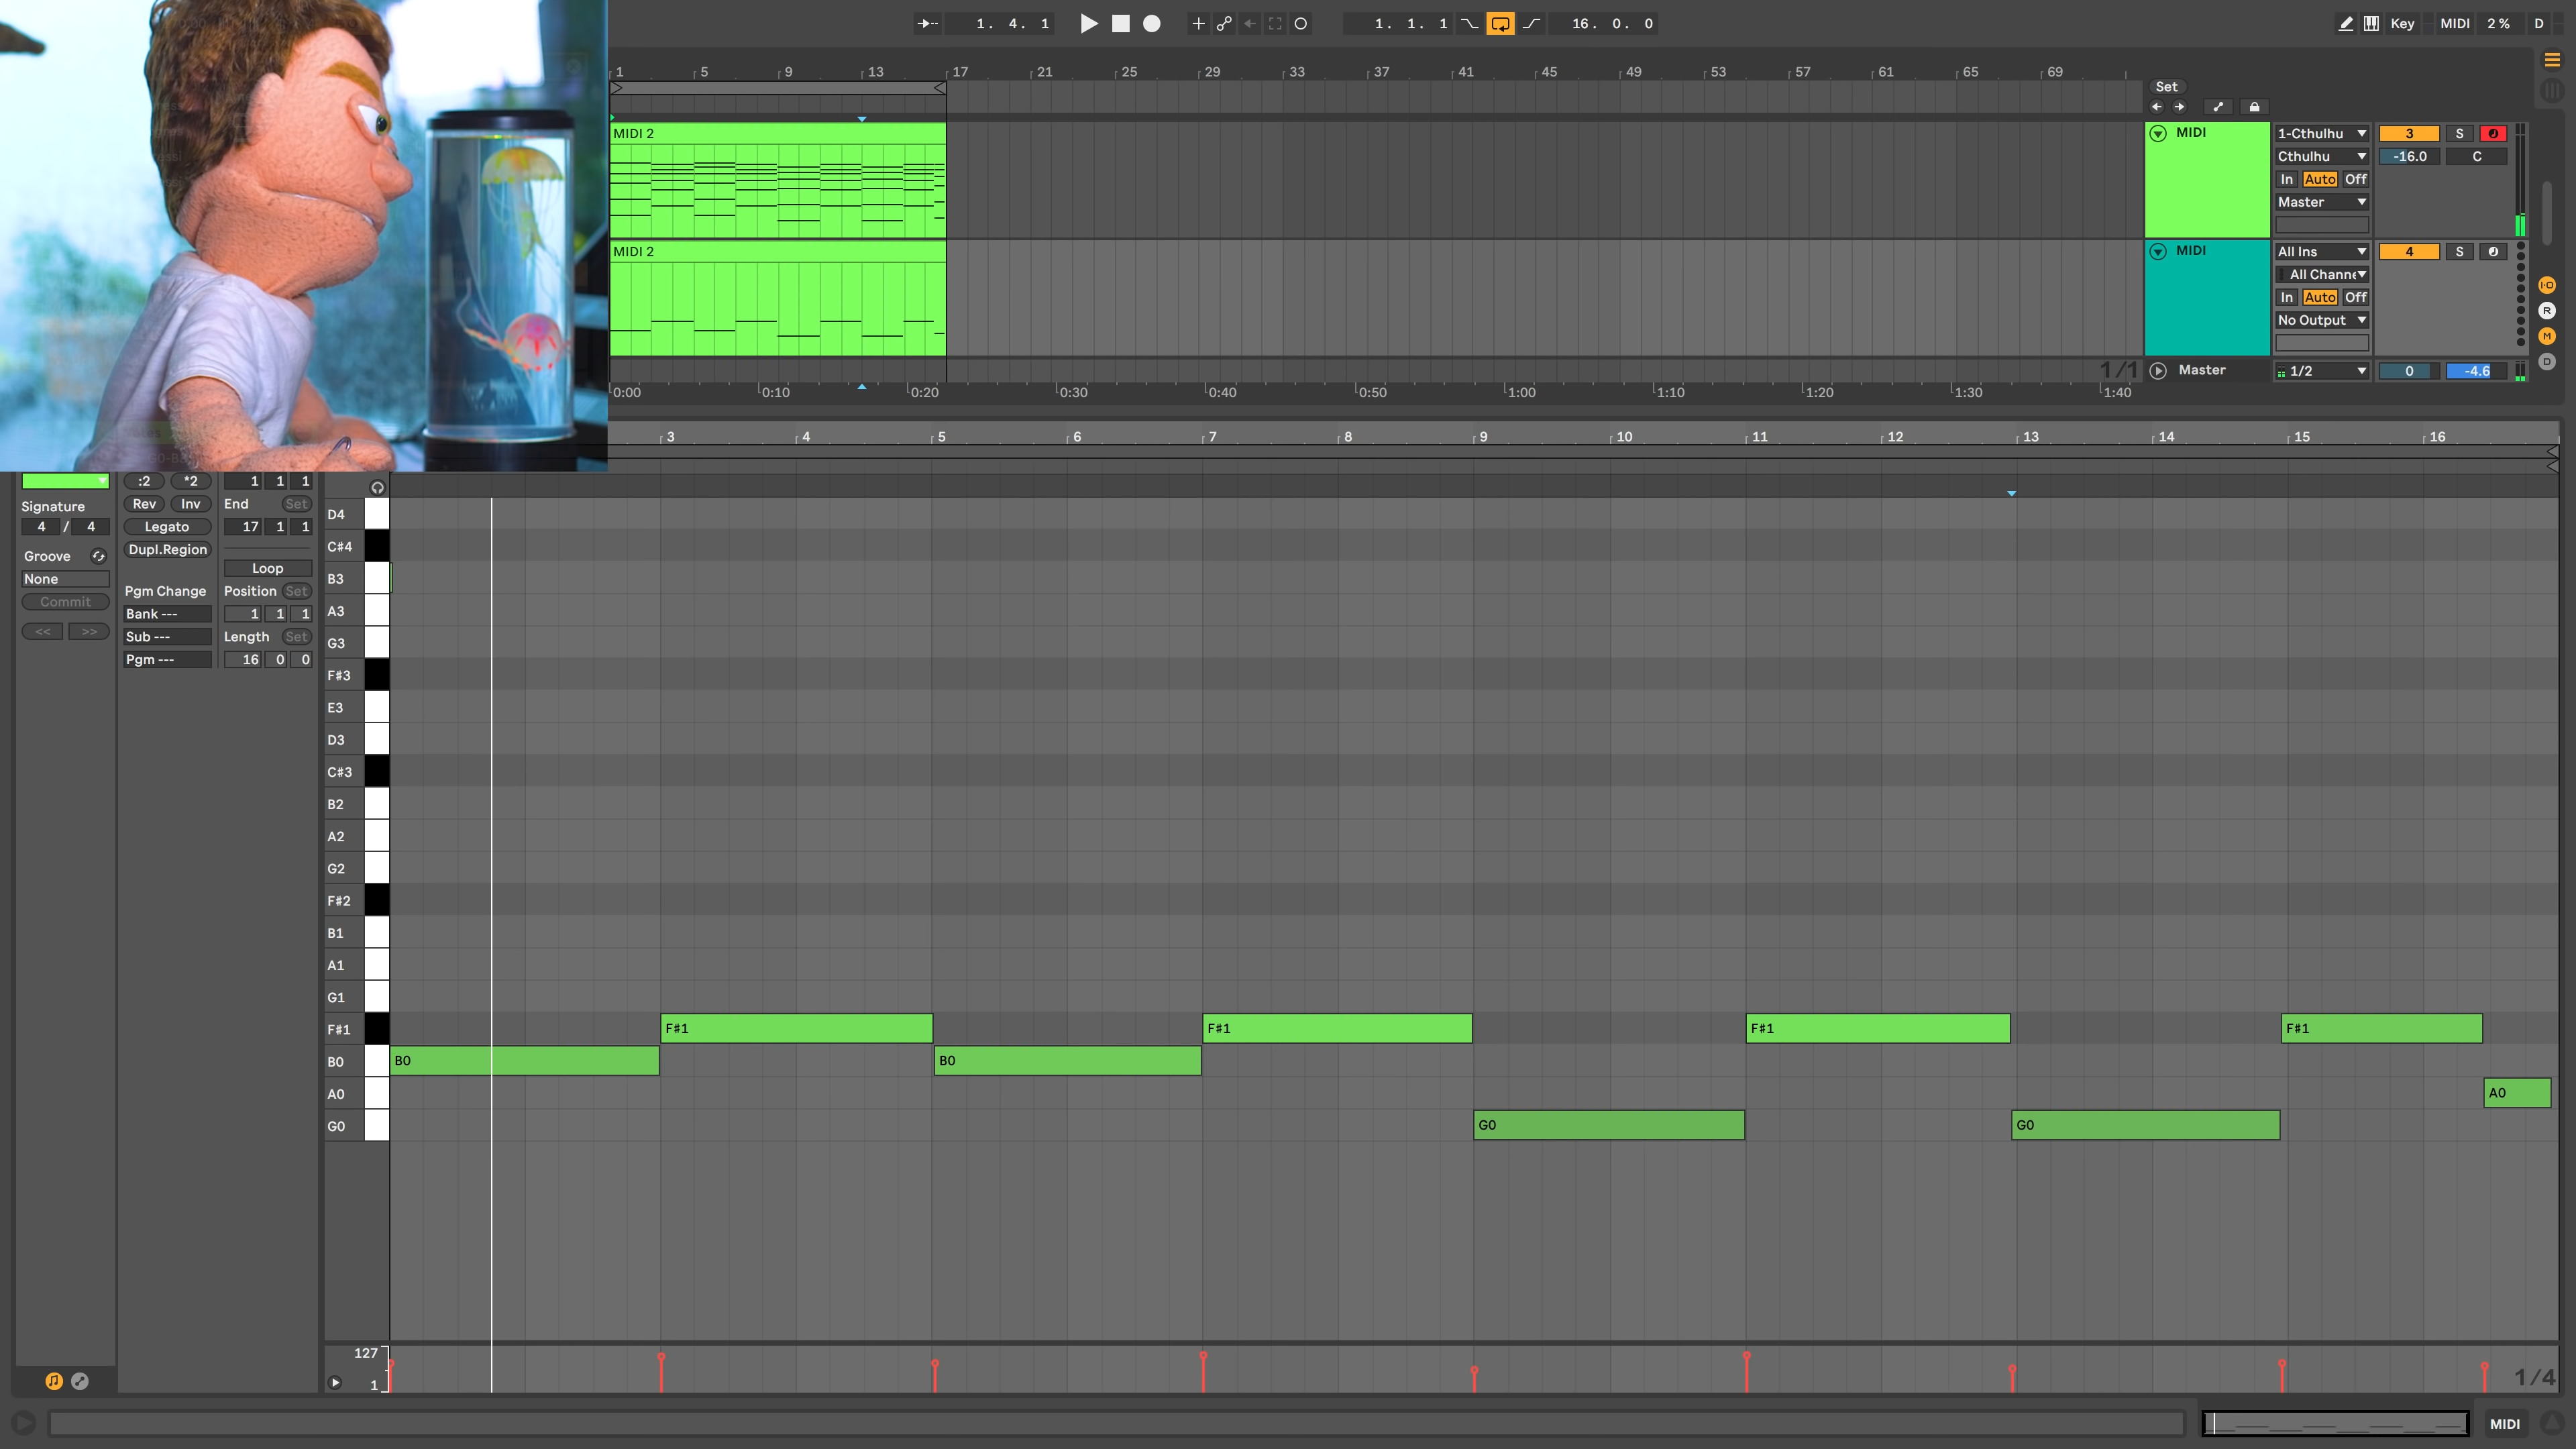 1. 4. 1
1. 1. 1
16. 0. 0
Key
MIDI
2 %
D
1 5 9 13 17 21 25 29 33 37 41 45 49 53 57 61 65 69
Set
MIDI 2
MIDI
1-Cthulhu
3
S
Cthulhu
-16.0
C
In
Auto
Off
Master
MIDI 2
MIDI
All Ins
4
S
All Channe
In
Auto
Off
No Output
1/1
Master
1/2
0
-4.6
0:00 0:10 0:20 0:30 0:40 0:50 1:00 1:10 1:20 1:30 1:40
I·O
R
M
D
3 4 5 6 7 8 9 10 11 12 13 14 15 16
:2
*2
1 1 1
Signature
Rev
Inv
End
Set
4 / 4
Legato
17 1 1
Dupl.Region
Groove
None
Loop
Commit
Pgm Change
Position
Set
Bank ---
1 1 1
<<
>>
Sub ---
Length
Set
Pgm ---
16 0 0
D4
C#4
B3
A3
G3
F#3
E3
D3
C#3
B2
A2
G2
F#2
B1
A1
G1
F#1
F#1
F#1
F#1
F#1
B0
B0
B0
A0
A0
G0
G0
G0
127
1
1/4
MIDI